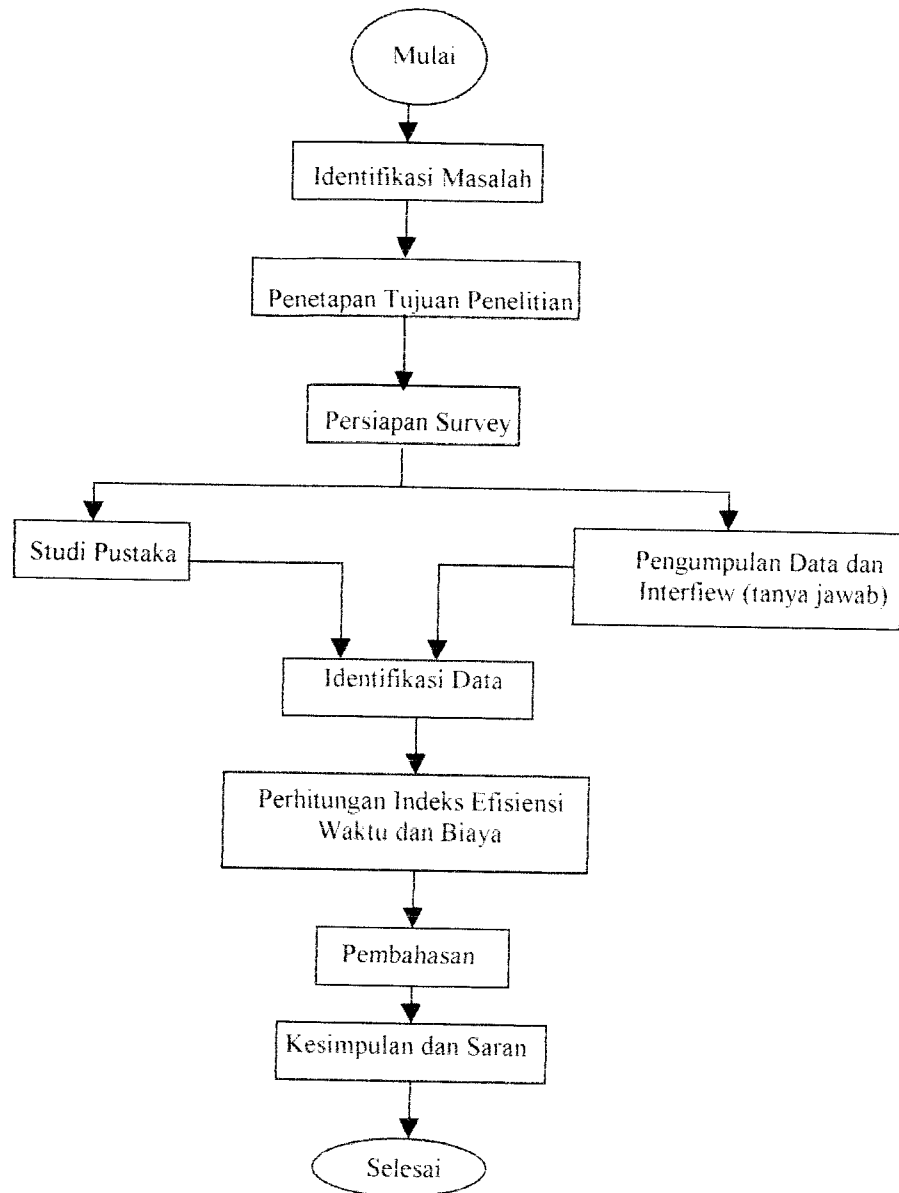 Mulai
Identifikasi Masalah
Penetapan Tujuan Penelitian
Persiapan Survey
Studi Pustaka
Pengumpulan Data dan
Interfiew (tanya jawab)
Identifikasi Data
Perhitungan Indeks Efisiensi
Waktu dan Biaya
Pembahasan
Kesimpulan dan Saran
Selesai